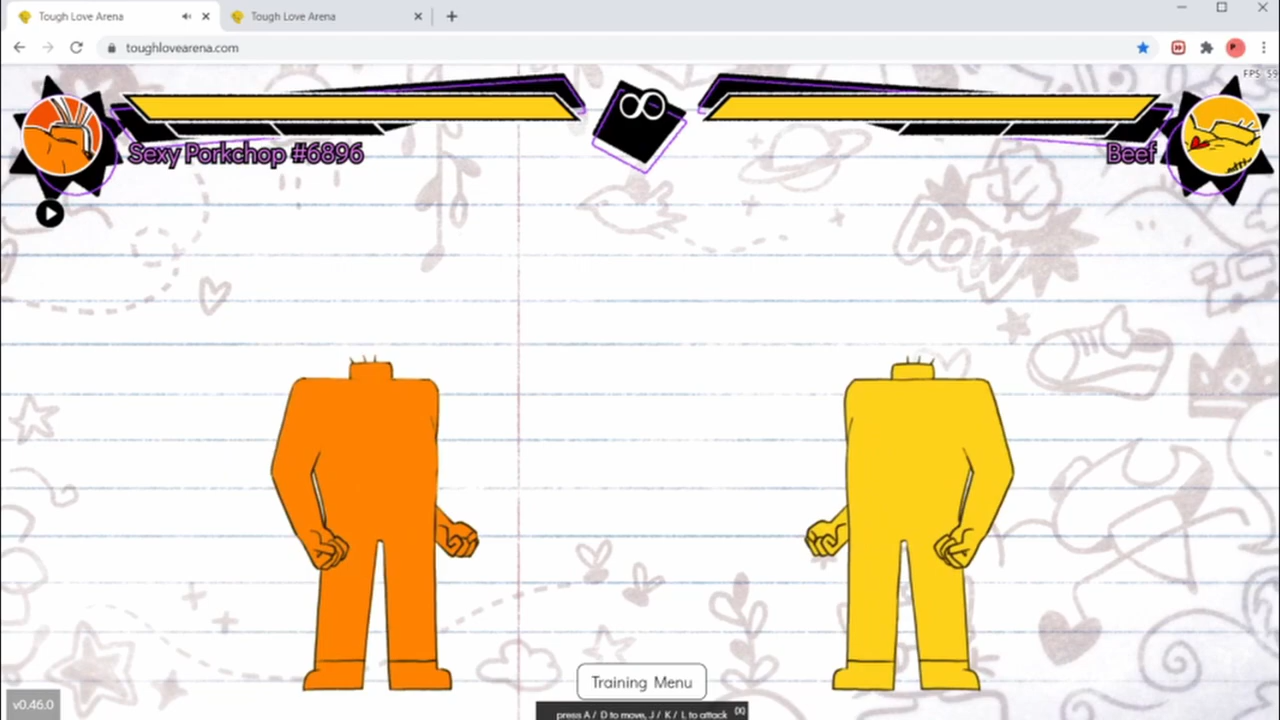 Tough Love Arena
Tough Love Arena
toughlovearena.com
P
FPS 59
∞
Sexy Porkchop #6896
Beef
POW
Training Menu
v0.46.0
press A / D to move, J / K / L to attack (X)